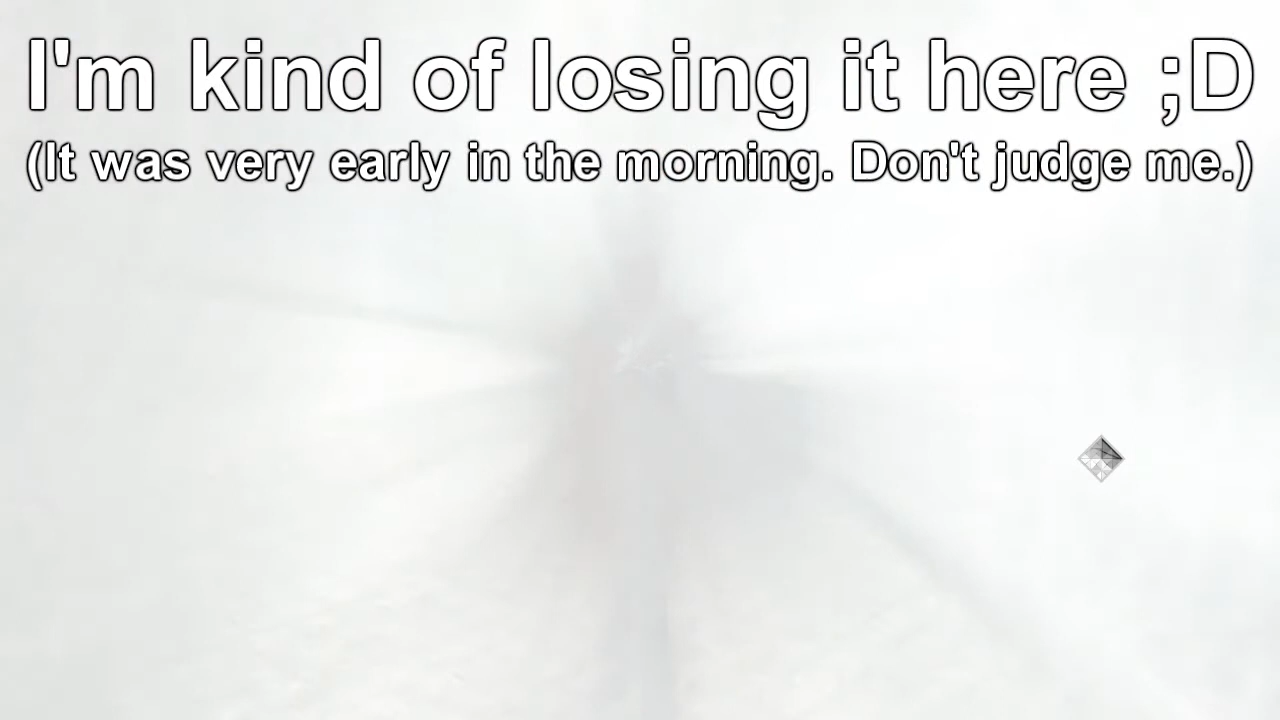 I'm kind of losing it here ;D
(It was very early in the morning. Don't judge me.)